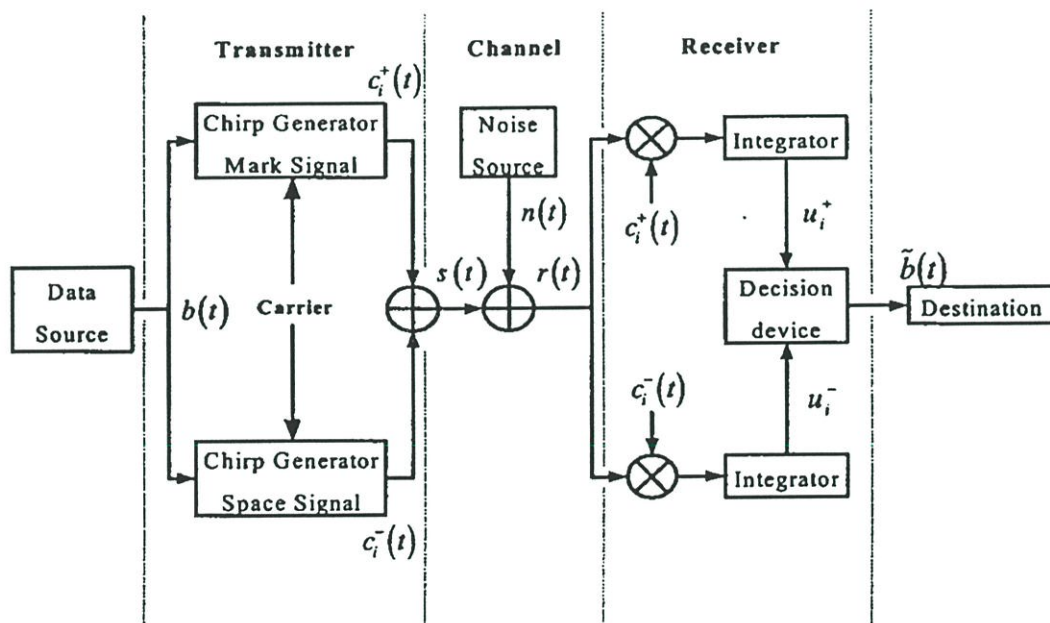 Transmitter
Channel
Receiver
c_i^+(t)
Chirp Generator
Mark Signal
Noise
Source
Integrator
n(t)
c_i^+(t)
u_i^+
Data
Source
b(t)
Carrier
s(t)
r(t)
Decision
device
b̃(t)
Destination
c_i^-(t)
u_i^-
Chirp Generator
Space Signal
Integrator
c_i^-(t)